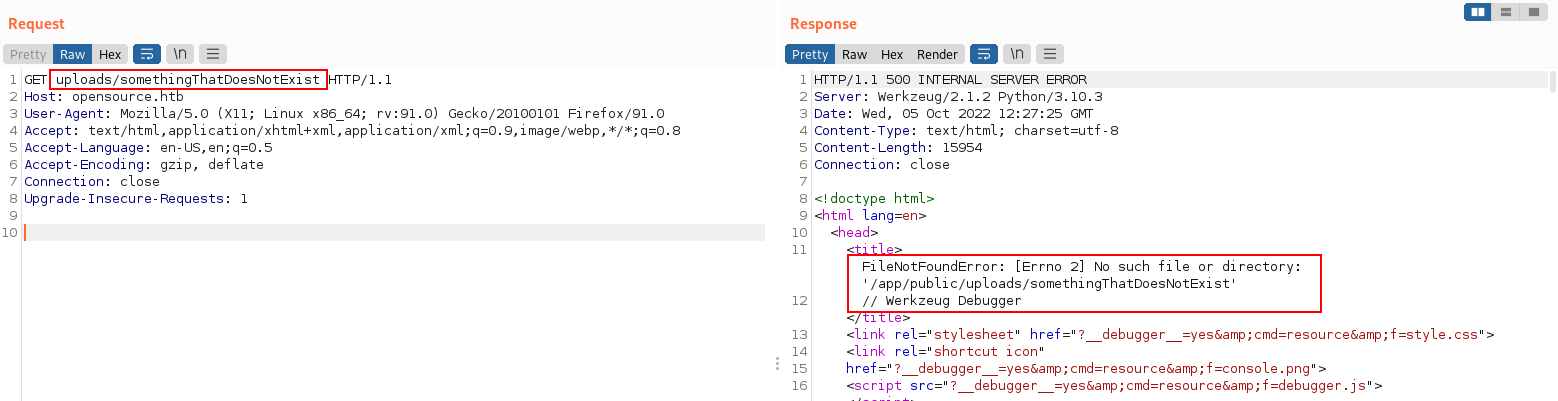 Request
Pretty Raw Hex \n
1 GET uploads/somethingThatDoesNotExist HTTP/1.1
2 Host: opensource.htb
3 User-Agent: Mozilla/5.0 (X11; Linux x86_64; rv:91.0) Gecko/20100101 Firefox/91.0
4 Accept: text/html,application/xhtml+xml,application/xml;q=0.9,image/webp,*/*;q=0.8
5 Accept-Language: en-US,en;q=0.5
6 Accept-Encoding: gzip, deflate
7 Connection: close
8 Upgrade-Insecure-Requests: 1
9
10
Response
Pretty Raw Hex Render \n
1 HTTP/1.1 500 INTERNAL SERVER ERROR
2 Server: Werkzeug/2.1.2 Python/3.10.3
3 Date: Wed, 05 Oct 2022 12:27:25 GMT
4 Content-Type: text/html; charset=utf-8
5 Content-Length: 15954
6 Connection: close
7
8 <!doctype html>
9 <html lang=en>
10 <head>
11 <title>
FileNotFoundError: [Errno 2] No such file or directory:
'/app/public/uploads/somethingThatDoesNotExist'
12 // Werkzeug Debugger
</title>
13 <link rel="stylesheet" href="?__debugger__=yes&amp;cmd=resource&amp;f=style.css">
14 <link rel="shortcut icon"
15 href="?__debugger__=yes&amp;cmd=resource&amp;f=console.png">
16 <script src="?__debugger__=yes&amp;cmd=resource&amp;f=debugger.js">